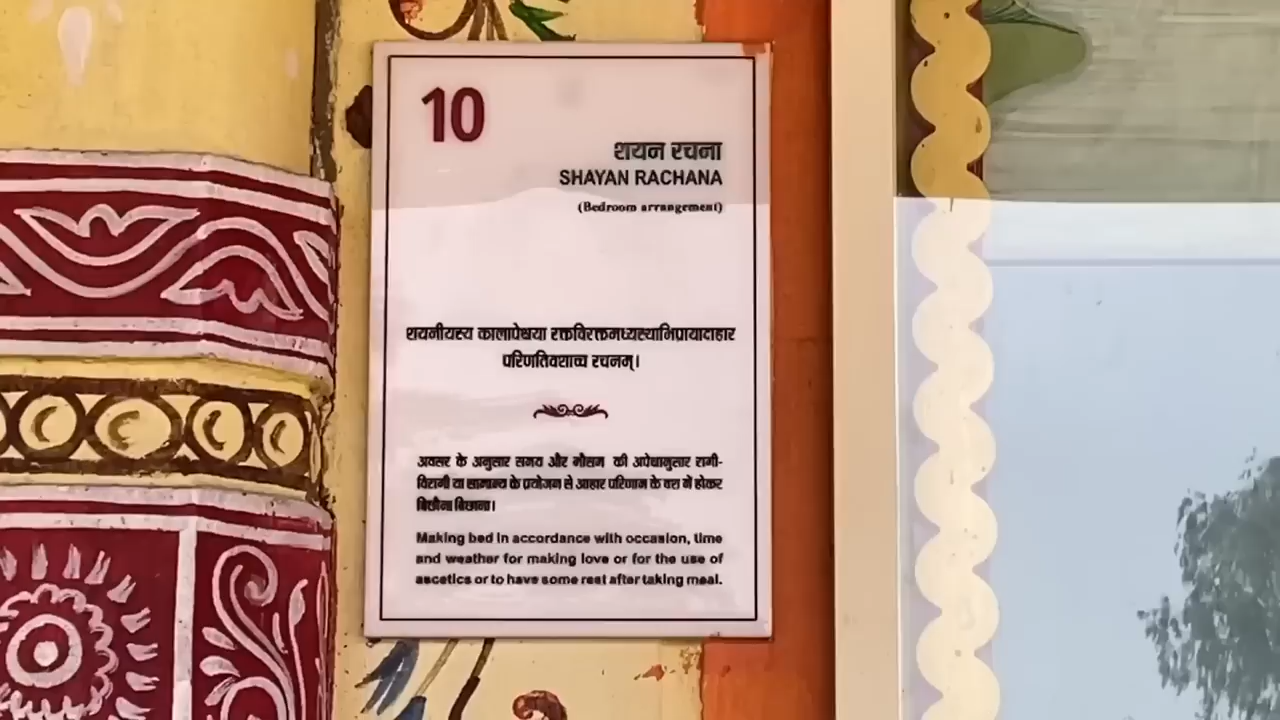 10
शयन रचना
SHAYAN RACHANA
(Bedroom arrangement)
शयनीयस्य कालापेक्षया रक्तविरक्तमध्यस्थाभिप्रायादाहार
परिणतिवशाच्च रचनम्।
अवसर के अनुसार समय और मौसम की अपेक्षानुसार रागी-
विरागी या सामान्य के प्रयोजन से आहार परिणाम के वश में होकर
बिछौना बिछाना।
Making bed in accordance with occasion, time
and weather for making love or for the use of
ascetics or to have some rest after taking meal.